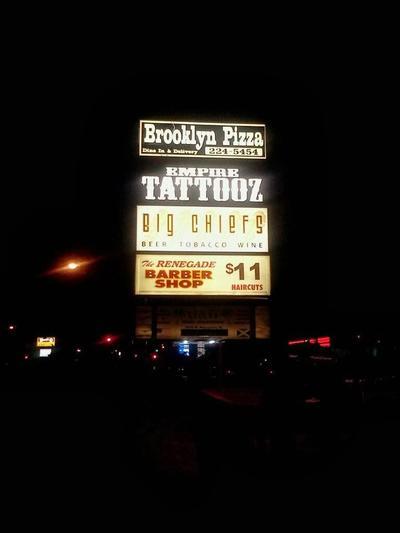 Brooklyn Pizza
Dine In & Delivery 224-5454
EMPIRE
TATTOOZ
BIG CHIEFS
BEER TOBACCO WINE
The RENEGADE
BARBER
SHOP
$11
HAIRCUTS